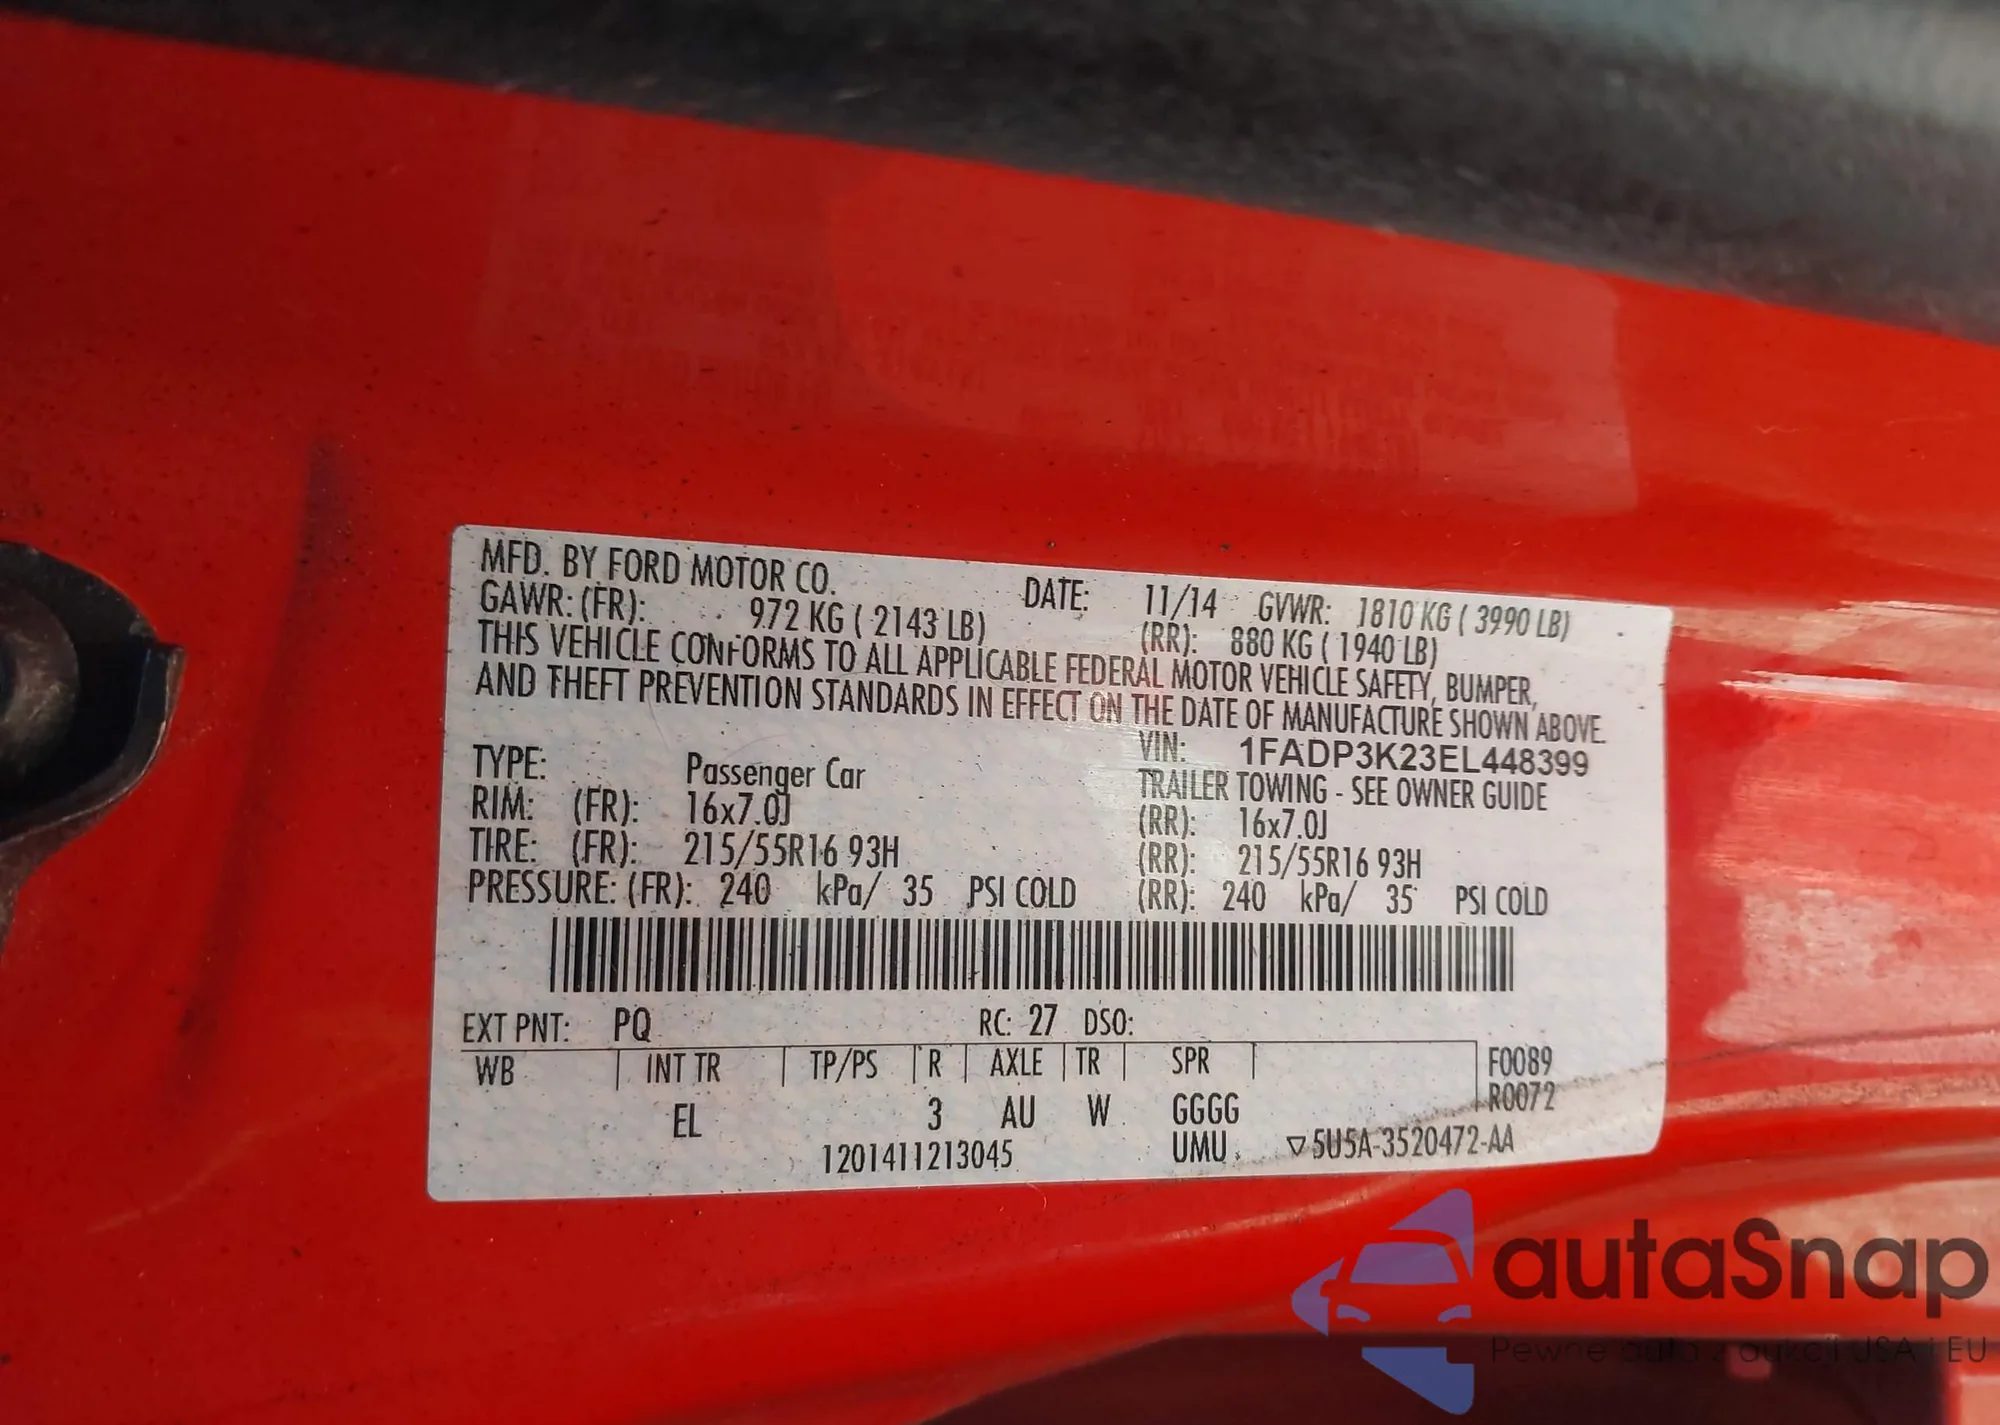 MFD. BY FORD MOTOR CO. DATE: 11/14 GVWR: 1810 KG ( 3990 LB)
GAWR: (FR): 972 KG ( 2143 LB) (RR): 880 KG ( 1940 LB)
THIS VEHICLE CONFORMS TO ALL APPLICABLE FEDERAL MOTOR VEHICLE SAFETY, BUMPER,
AND THEFT PREVENTION STANDARDS IN EFFECT ON THE DATE OF MANUFACTURE SHOWN ABOVE.
VIN: 1FADP3K23EL448399
TYPE: Passenger Car TRAILER TOWING - SEE OWNER GUIDE
RIM: (FR): 16x7.0J (RR): 16x7.0J
TIRE: (FR): 215/55R16 93H (RR): 215/55R16 93H
PRESSURE: (FR): 240 kPa/ 35 PSI COLD (RR): 240 kPa/ 35 PSI COLD
EXT PNT: PQ RC: 27 DSO:
WB INT TR TP/PS R AXLE TR SPR F0089
R0072
EL 3 AU W GGGG
1201411213045 UMU ▽5U5A-3520472-AA
autaSnap
Pewne auta z aukcji USA i EU